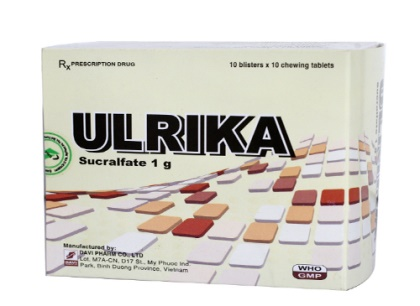 Rx PRESCRIPTION DRUG
10 blisters x 10 chewing tablets
ULRIKA
Sucralfate 1 g
Manufactured by:
DAVI PHARM CO., LTD
Lot. M7A-CN, D17 St., My Phuoc Ind.
Park, Binh Duong Province, Vietnam
WHO
GMP